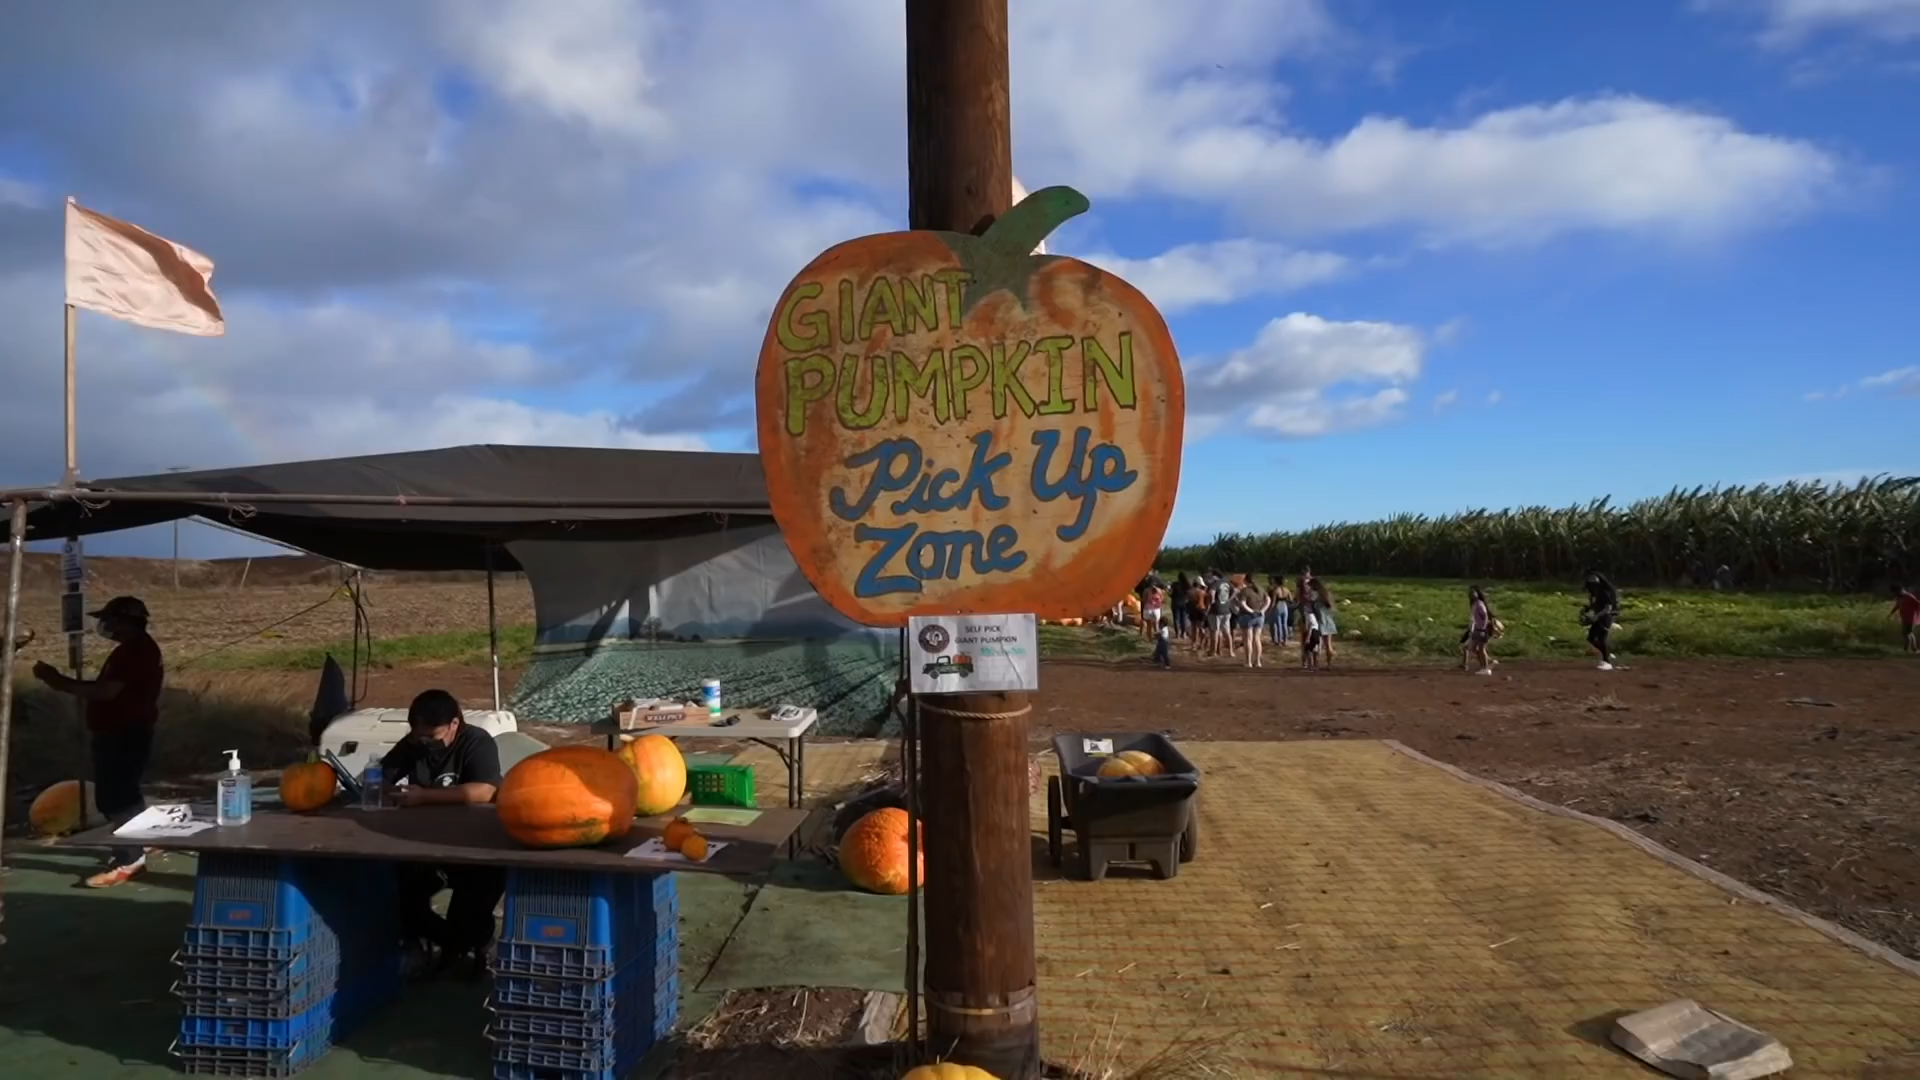 GIANT
PUMPKIN
Pick Up
Zone
SELF PICK
GIANT PUMPKIN